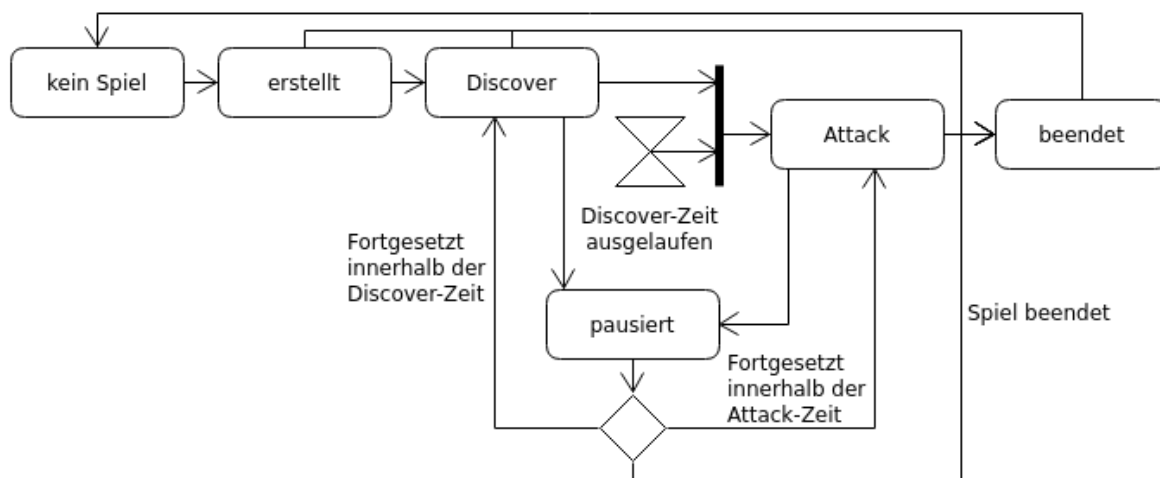 kein Spiel
erstellt
Discover
Attack
beendet
Discover-Zeit
ausgelaufen
Fortgesetzt
innerhalb der
Discover-Zeit
pausiert
Spiel beendet
Fortgesetzt
innerhalb der
Attack-Zeit